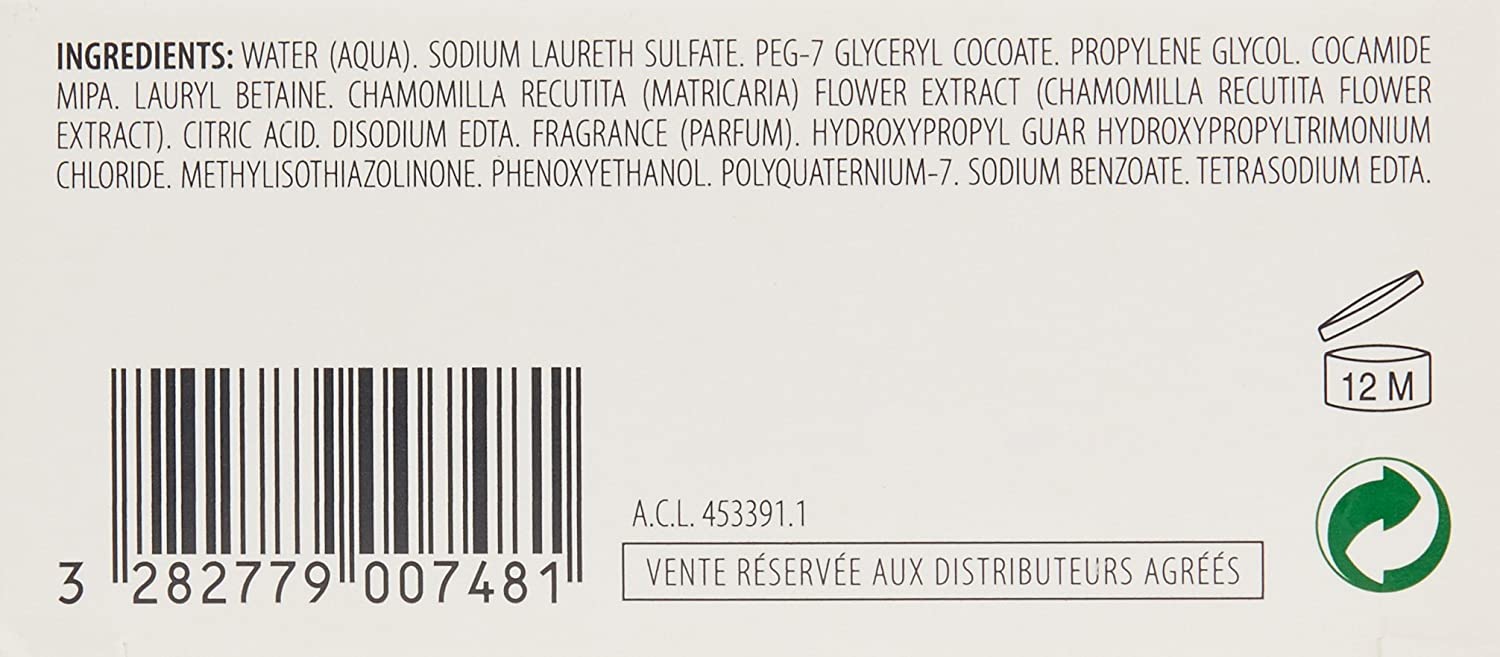 INGREDIENTS: WATER (AQUA). SODIUM LAURETH SULFATE. PEG-7 GLYCERYL COCOATE. PROPYLENE GLYCOL. COCAMIDE
MIPA. LAURYL BETAINE. CHAMOMILLA RECUTITA (MATRICARIA) FLOWER EXTRACT (CHAMOMILLA RECUTITA FLOWER
EXTRACT). CITRIC ACID. DISODIUM EDTA. FRAGRANCE (PARFUM). HYDROXYPROPYL GUAR HYDROXYPROPYLTRIMONIUM
CHLORIDE. METHYLISOTHIAZOLINONE. PHENOXYETHANOL. POLYQUATERNIUM-7. SODIUM BENZOATE. TETRASODIUM EDTA.
12 M
A.C.L. 453391.1
VENTE RÉSERVÉE AUX DISTRIBUTEURS AGRÉÉS
3 282779 007481